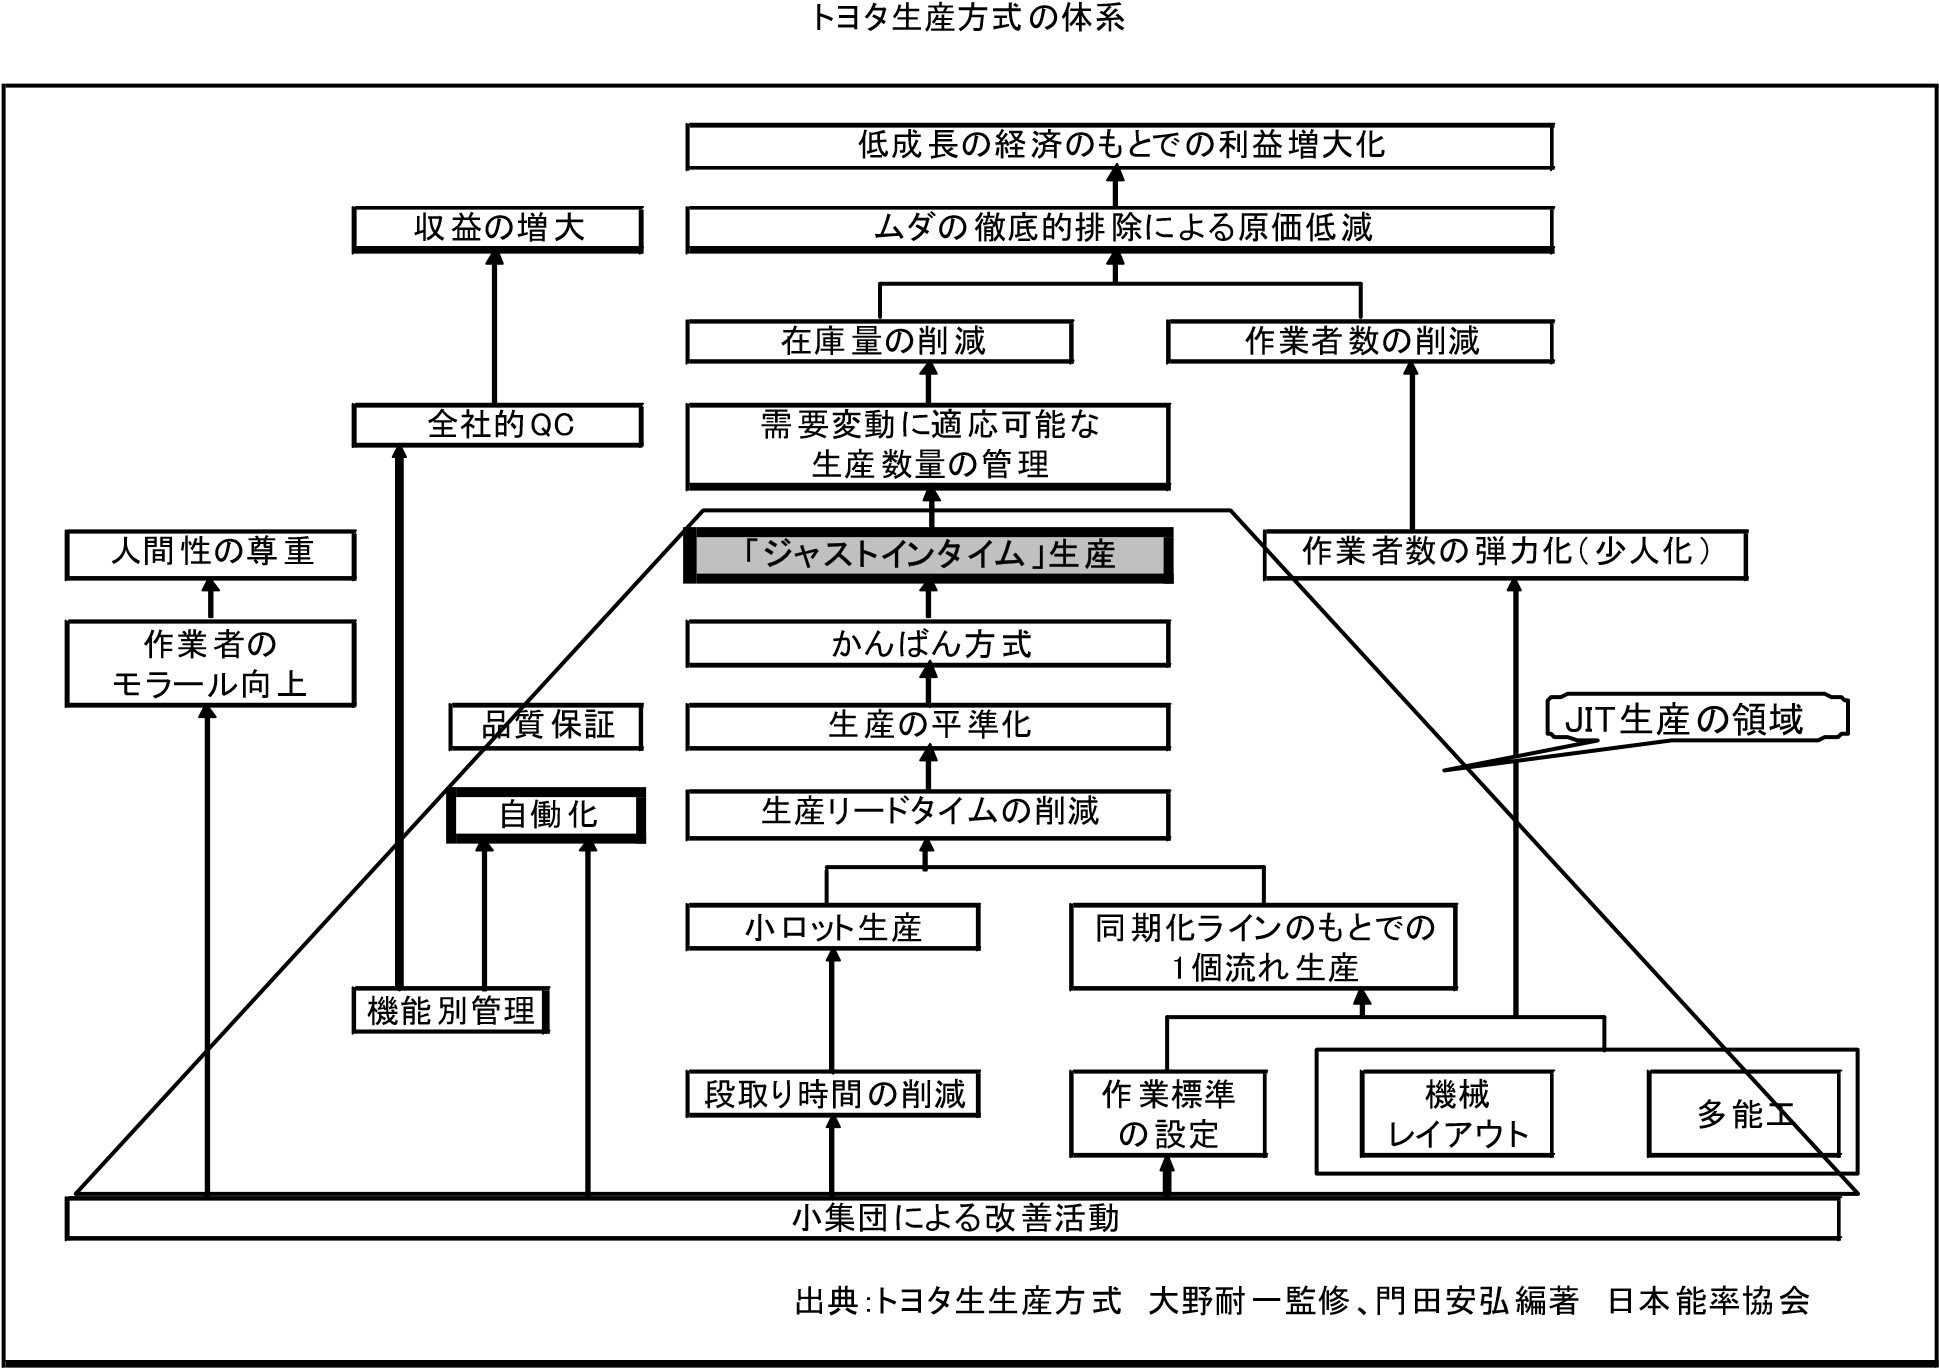 トヨタ生産方式の体系
低成長の経済のもとでの利益増大化
収益の増大
ムダの徹底的排除による原価低減
在庫量の削減
作業者数の削減
全社的QC
需要変動に適応可能な
生産数量の管理
人間性の尊重
「ジャストインタイム」生産
作業者数の弾力化(少人化)
作業者の
モラール向上
かんばん方式
品質保証
生産の平準化
JIT生産の領域
自働化
生産リードタイムの削減
小ロット生産
同期化ラインのもとでの
1個流れ生産
機能別管理
段取り時間の削減
作業標準
の設定
機械
レイアウト
多能工
小集団による改善活動
出典:トヨタ生生産方式 大野耐一監修、門田安弘編著 日本能率協会